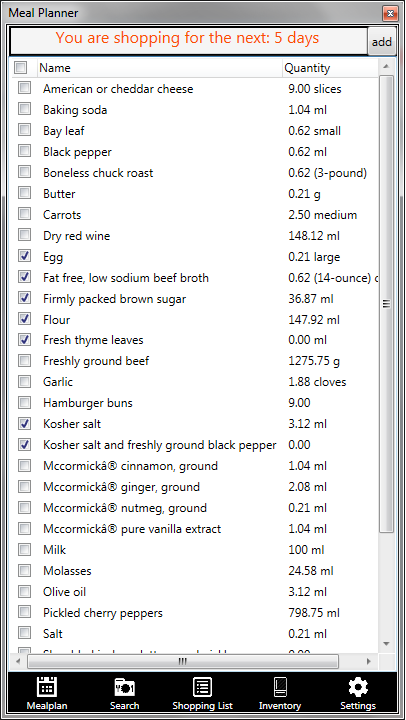 Meal Planner
You are shopping for the next: 5 days
add
Name Quantity
American or cheddar cheese 9.00 slices
Baking soda 1.04 ml
Bay leaf 0.62 small
Black pepper 0.62 ml
Boneless chuck roast 0.62 (3-pound)
Butter 0.21 g
Carrots 2.50 medium
Dry red wine 148.12 ml
Egg 0.21 large
Fat free, low sodium beef broth 0.62 (14-ounce) c
Firmly packed brown sugar 36.87 ml
Flour 147.92 ml
Fresh thyme leaves 0.00 ml
Freshly ground beef 1275.75 g
Garlic 1.88 cloves
Hamburger buns 9.00
Kosher salt 3.12 ml
Kosher salt and freshly ground black pepper 0.00
Mccormickâ® cinnamon, ground 1.04 ml
Mccormickâ® ginger, ground 2.08 ml
Mccormickâ® nutmeg, ground 0.21 ml
Mccormickâ® pure vanilla extract 1.04 ml
Milk 100 ml
Molasses 24.58 ml
Olive oil 3.12 ml
Pickled cherry peppers 798.75 ml
Salt 0.21 ml
Mealplan Search Shopping List Inventory Settings